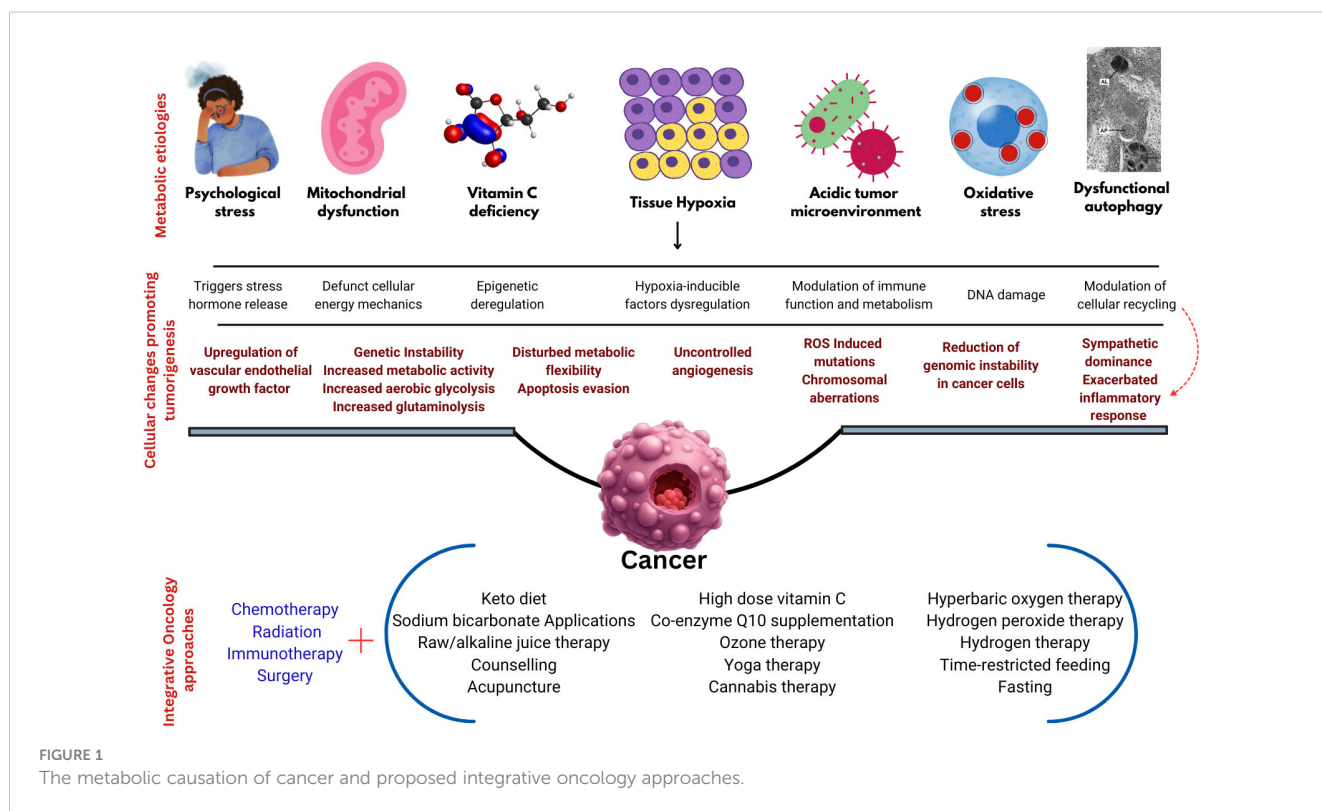 Metabolic etiologies
Psychological
stress
Mitochondrial
dysfunction
Vitamin C
deficiency
Tissue Hypoxia
Acidic tumor
microenvironment
Oxidative
stress
AL
AP
Dysfunctional
autophagy
Cellular changes promoting
tumorigenesis
Triggers stress
hormone release
Defunct cellular
energy mechanics
Epigenetic
deregulation
Hypoxia-inducible
factors dysregulation
Modulation of immune
function and metabolism
DNA damage
Modulation of
cellular recycling
Upregulation of
vascular endothelial
growth factor
Genetic Instability
Increased metabolic activity
Increased aerobic glycolysis
Increased glutaminolysis
Disturbed metabolic
flexibility
Apoptosis evasion
Uncontrolled
angiogenesis
ROS Induced
mutations
Chromosomal
aberrations
Reduction of
genomic instability
in cancer cells
Sympathetic
dominance
Exacerbated
inflammatory
response
Cancer
Integrative Oncology
approaches
Chemotherapy
Radiation
Immunotherapy
Surgery
+
Keto diet
Sodium bicarbonate Applications
Raw/alkaline juice therapy
Counselling
Acupuncture
High dose vitamin C
Co-enzyme Q10 supplementation
Ozone therapy
Yoga therapy
Cannabis therapy
Hyperbaric oxygen therapy
Hydrogen peroxide therapy
Hydrogen therapy
Time-restricted feeding
Fasting
FIGURE 1
The metabolic causation of cancer and proposed integrative oncology approaches.